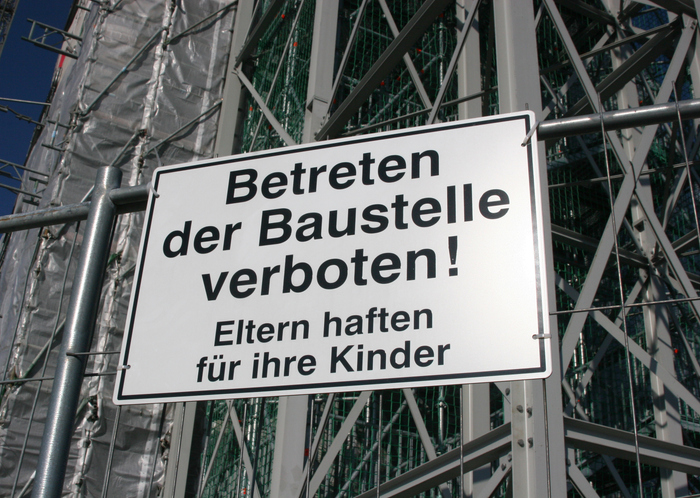 Betreten
der Baustelle
verboten!
Eltern haften
für ihre Kinder